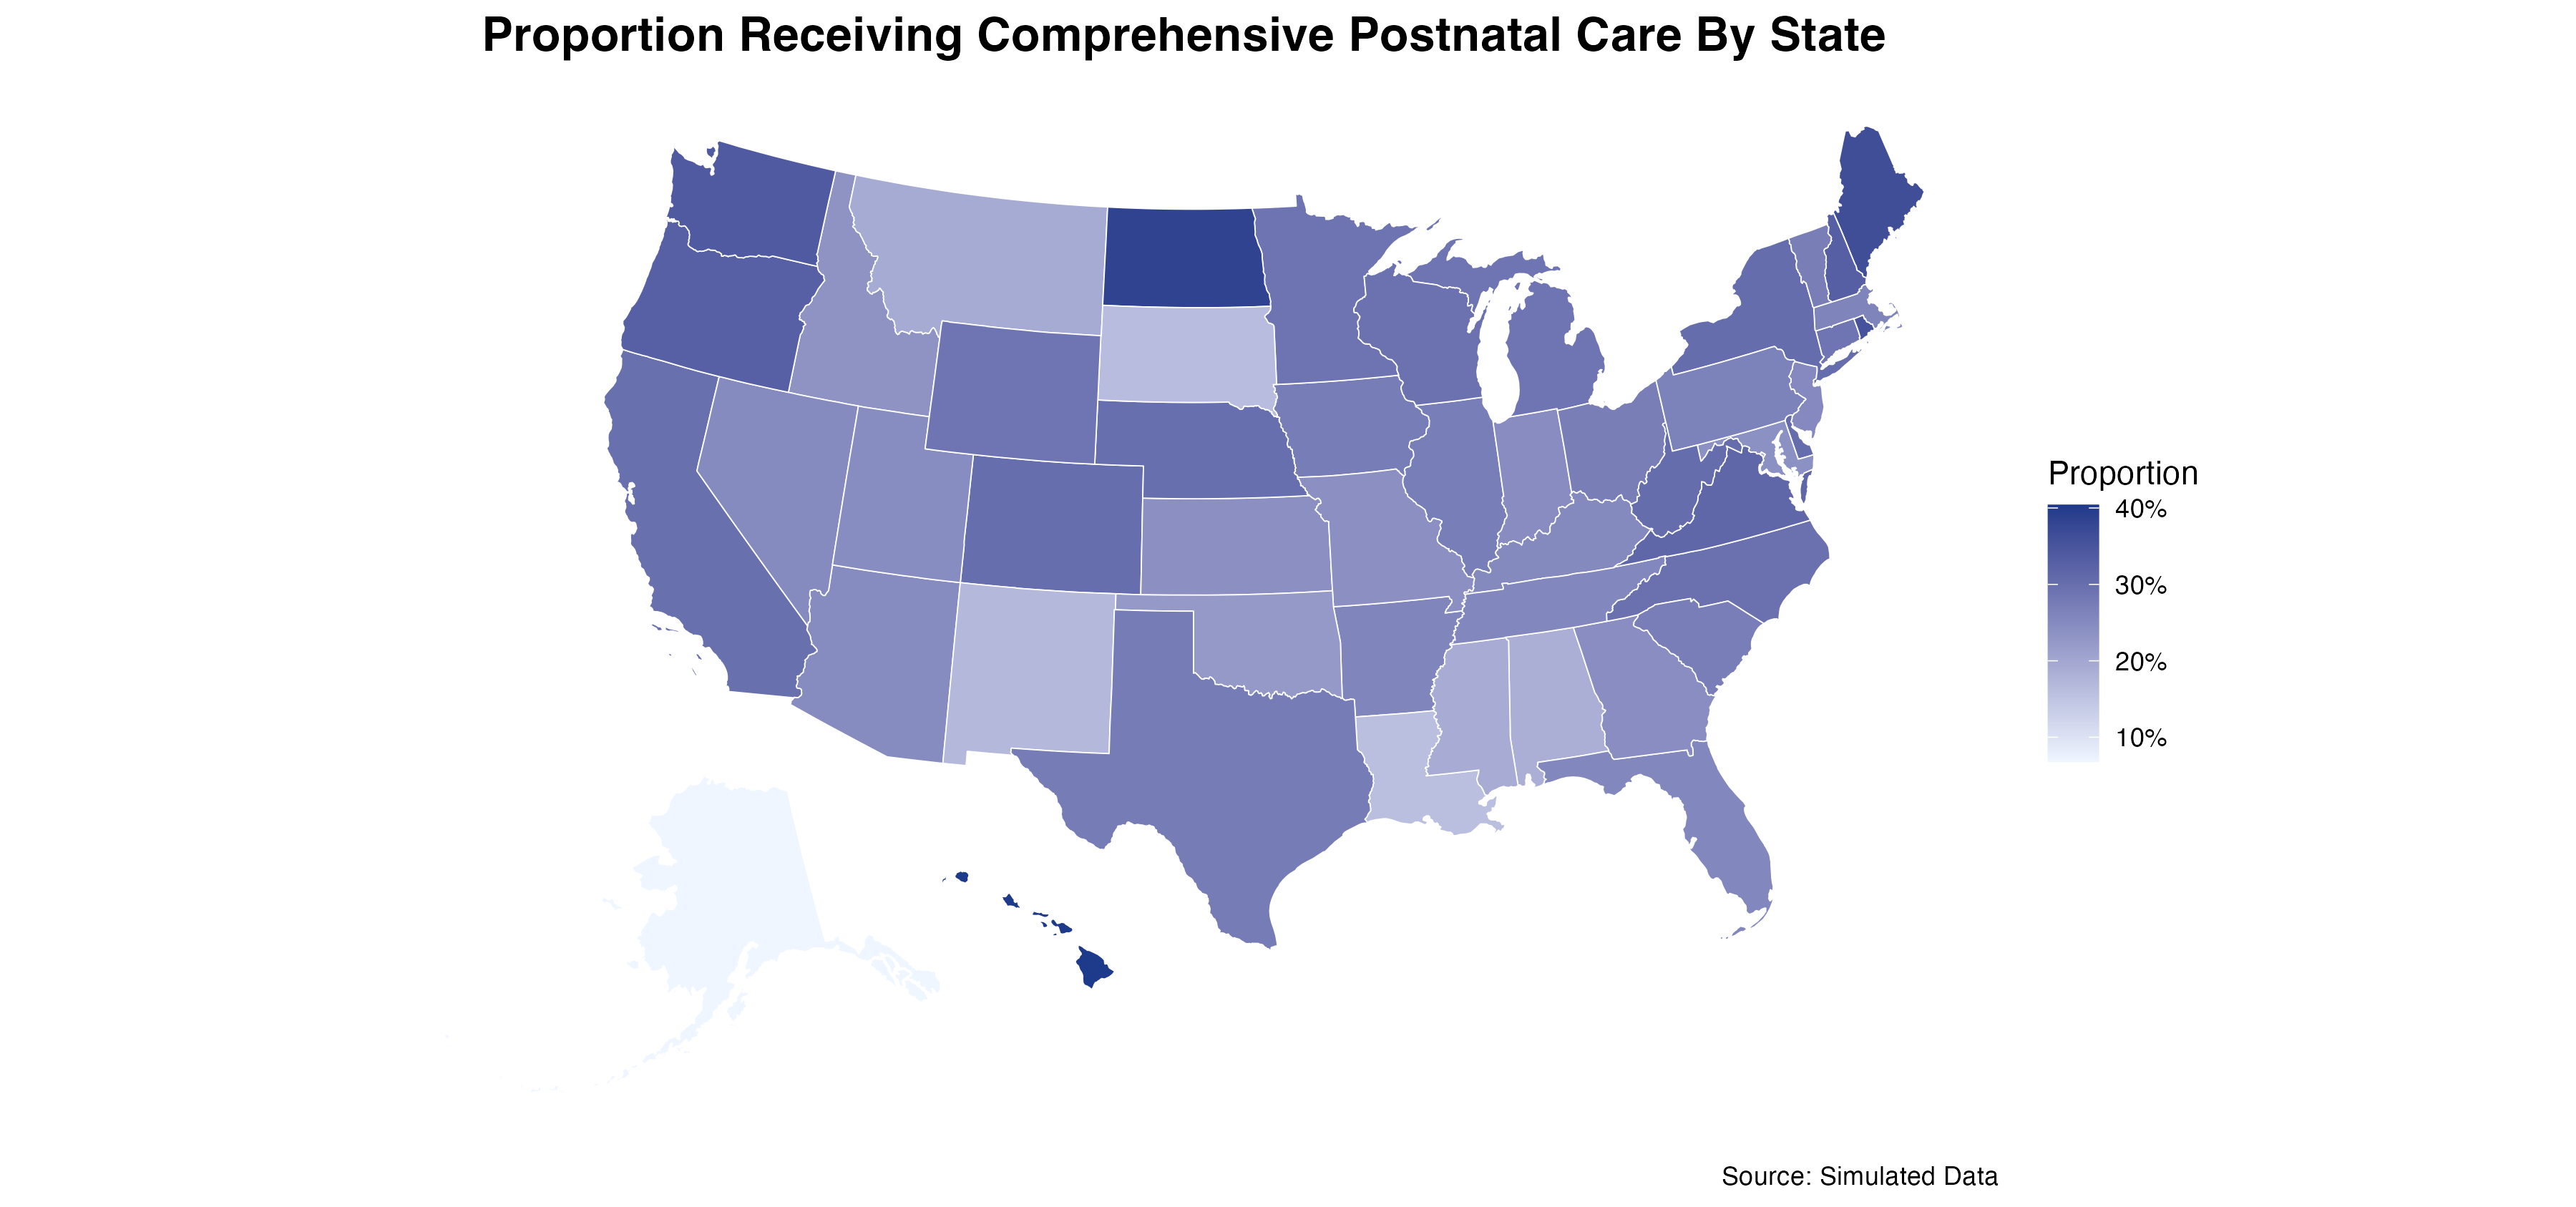 Proportion Receiving Comprehensive Postnatal Care By State
Proportion
40%
30%
20%
10%
Source: Simulated Data